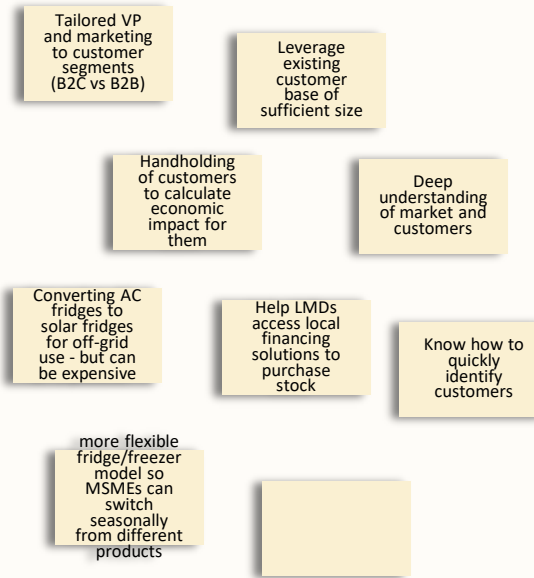 Tailored VP
and marketing
to customer
segments
(B2C vs B2B)
Leverage
existing
customer
base of
sufficient size
Handholding
of customers
to calculate
economic
impact for
them
Deep
understanding
of market and
customers
Converting AC
fridges to
solar fridges
for off-grid
use - but can
be expensive
Help LMDs
access local
financing
solutions to
purchase
stock
Know how to
quickly
identify
customers
more flexible
fridge/freezer
model so
MSMEs can
switch
seasonally
from different
products